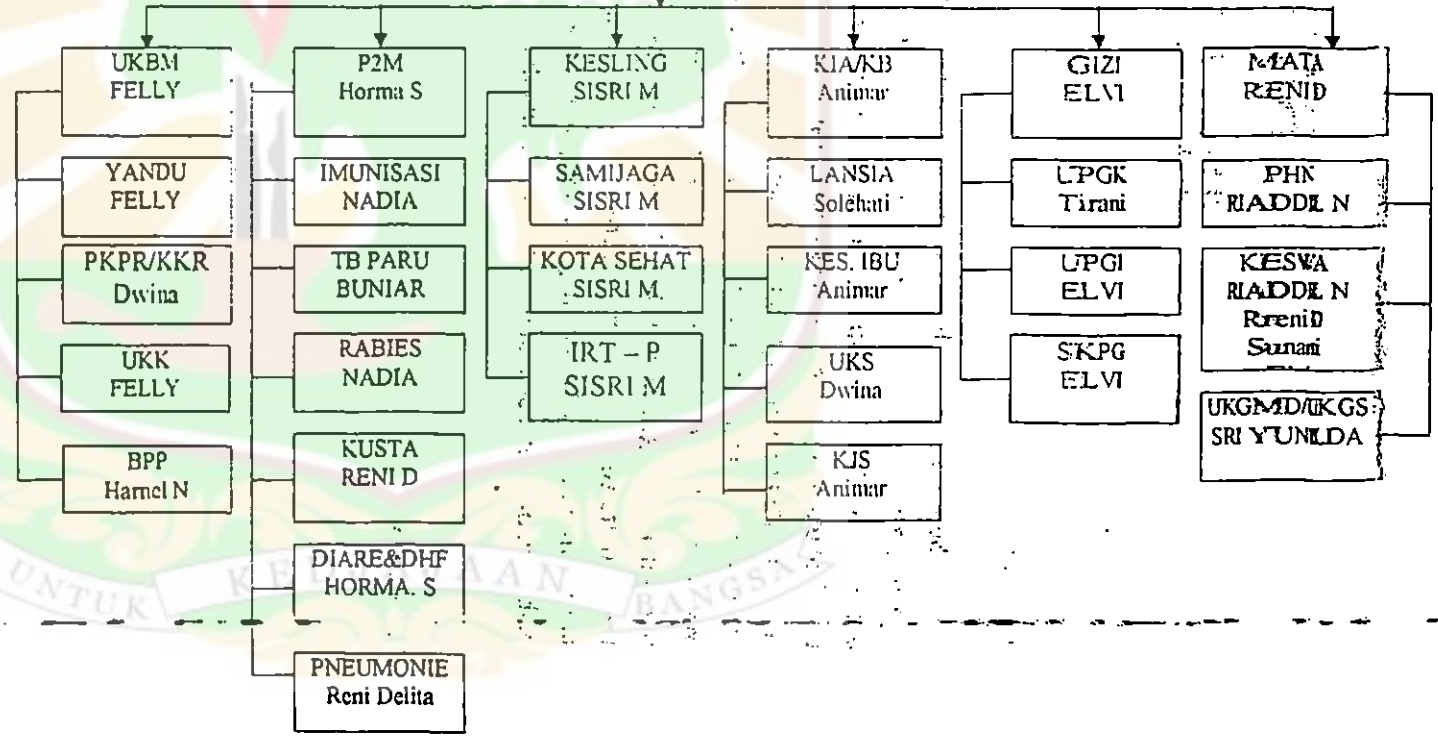 UKBM
FELLY
YANDU
FELLY
PKPR/KKR
Dwina
UKK
FELLY
BPP
Hamel N
P2M
Horma S
IMUNISASI
NADIA
TB PARU
BUNIAR
RABIES
NADIA
KUSTA
RENI D
DIARE&DHF
HORMA. S
PNEUMONIE
Reni Delita
KESLING
SISRI M
SAMIJAGA
SISRI M
KOTA SEHAT
SISRI M
IRT – P
SISRI M
KIA/KB
Animar
LANSIA
Solehati
KES. IBU
Animar
UKS
Dwina
KJS
Animar
GIZI
ELVI
UPGK
Tirani
UPGI
ELVI
SKPG
ELVI
MATA
RENID
PHN
RIADDIL N
KESWA
RIADDIL N
RreniD
Sunani
UKGMD/UKGS
SRI YUNILDA
UNTUK KEDJAJAAN BANGSA